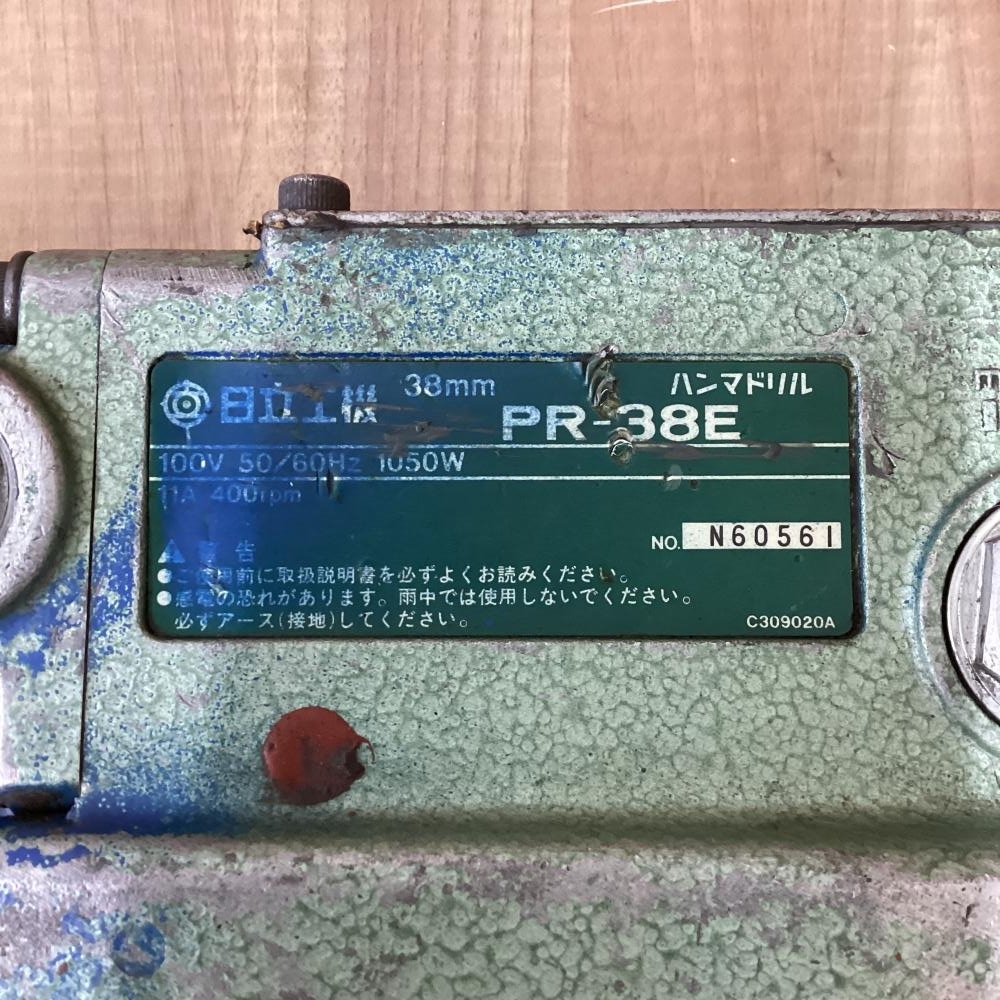 日立工機 38mm ハンマドリル
PR-38E
100V 50/60Hz 1050W
11A 400rpm
NO. N60561
警告
●ご使用前に取扱説明書を必ずよくお読みください。
●感電の恐れがあります。雨中では使用しないでください。
必ずアース(接地)してください。
C309020A